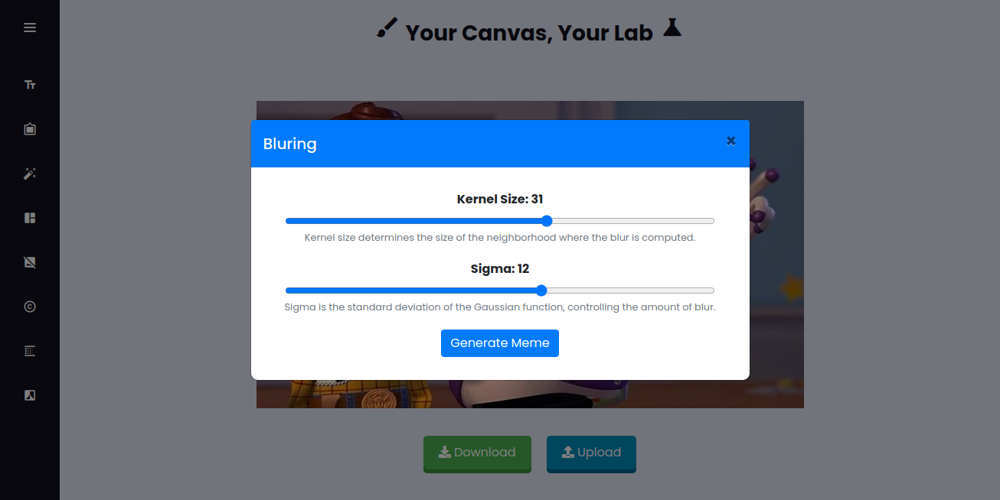 Your Canvas, Your Lab
Bluring
×
Kernel Size: 31
Kernel size determines the size of the neighborhood where the blur is computed.
Sigma: 12
Sigma is the standard deviation of the Gaussian function, controlling the amount of blur.
Generate Meme
Download
Upload